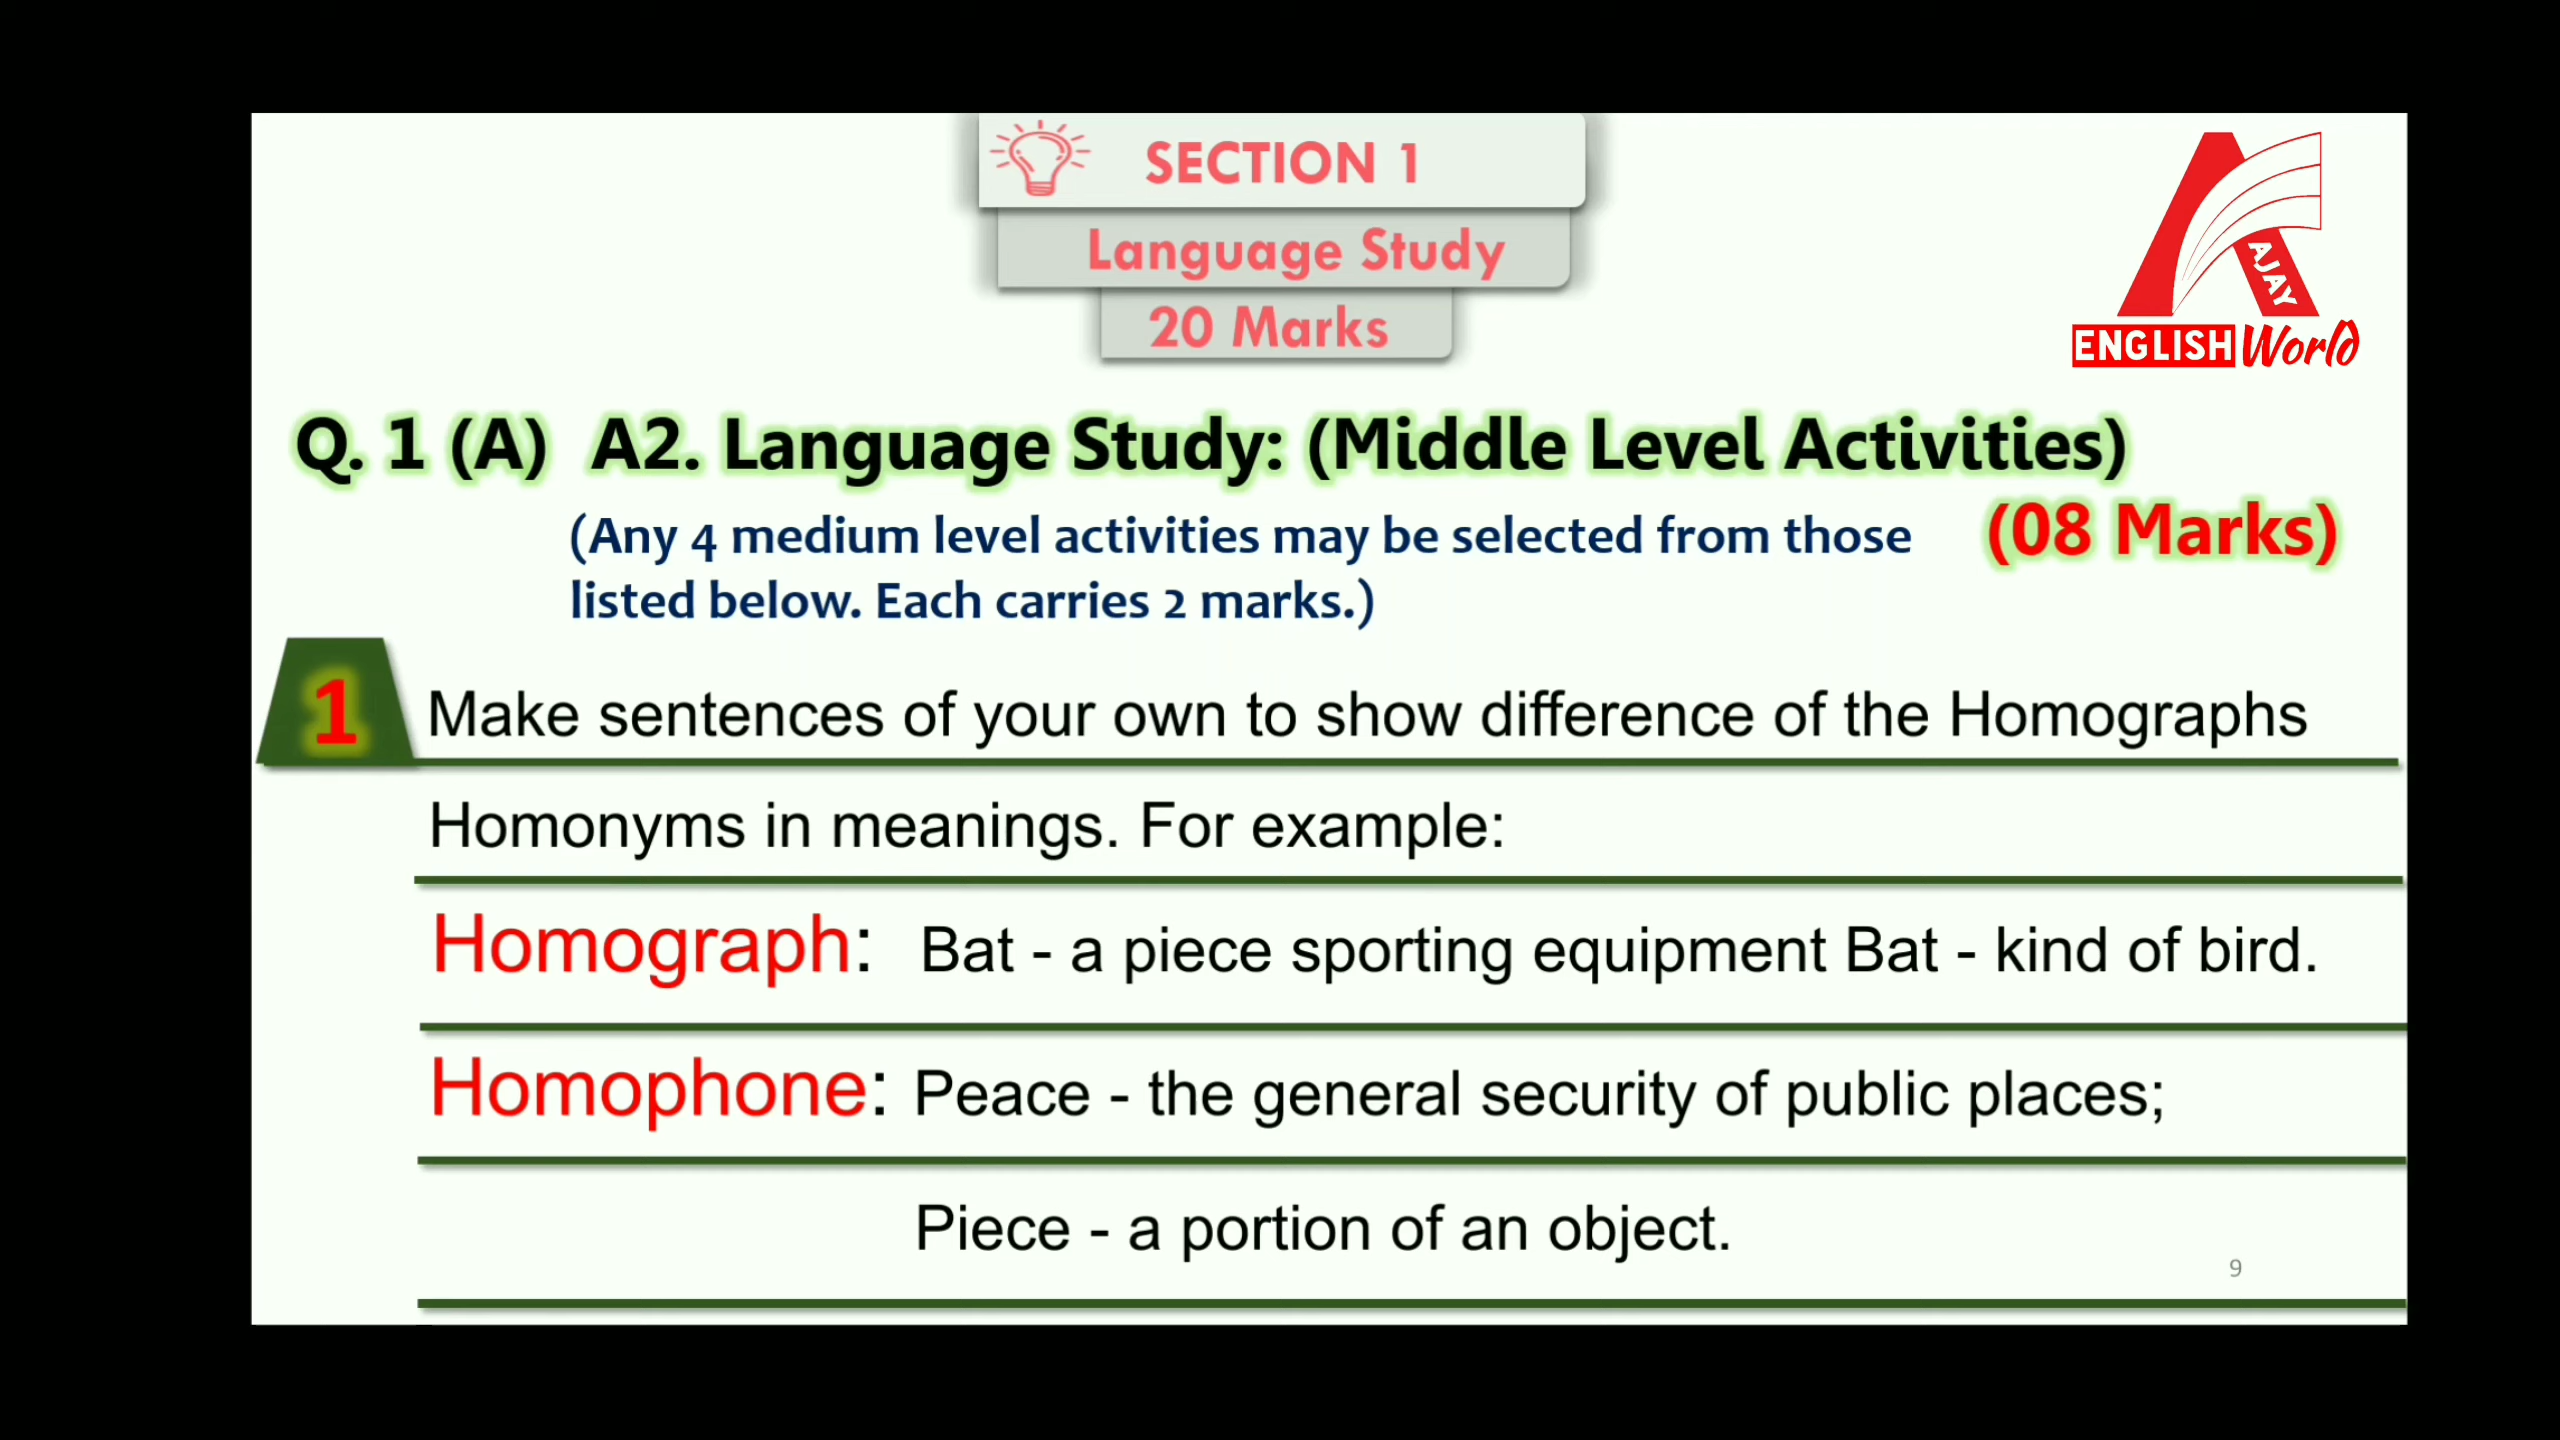 SECTION 1
Language Study
20 Marks
AJAY
ENGLISH World
Q. 1 (A) A2. Language Study: (Middle Level Activities)
(Any 4 medium level activities may be selected from those (08 Marks)
listed below. Each carries 2 marks.)
1 Make sentences of your own to show difference of the Homographs
Homonyms in meanings. For example:
Homograph: Bat - a piece sporting equipment Bat - kind of bird.
Homophone: Peace - the general security of public places;
Piece - a portion of an object.
9